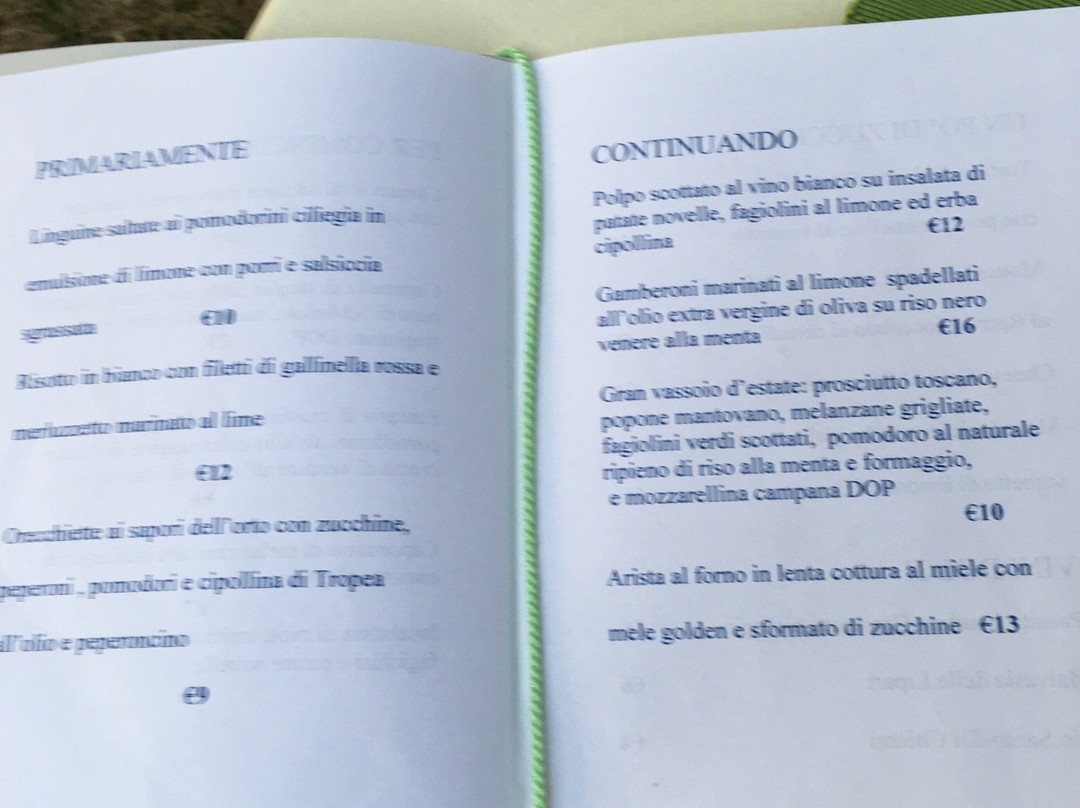 PRIMARIAMENTE
Linguine saltate ai pomodorini ciliegia in
emulsione di limone con porri e salsiccia
sgrassata €10
Risotto in bianco con filetti di gallinella rossa e
merluzzetto marinato al lime
€12
Orecchiette ai sapori dell'orto con zucchine,
peperoni , pomodori e cipollina di Tropea
all'olio e peperoncino
€9
CONTINUANDO
Polpo scottato al vino bianco su insalata di
patate novelle, fagiolini al limone ed erba
cipollina €12
Gamberoni marinati al limone spadellati
all'olio extra vergine di oliva su riso nero
venere alla menta €16
Gran vassoio d'estate: prosciutto toscano,
popone mantovano, melanzane grigliate,
fagiolini verdi scottati, pomodoro al naturale
ripieno di riso alla menta e formaggio,
e mozzarellina campana DOP
€10
Arista al forno in lenta cottura al miele con
mele golden e sformato di zucchine €13